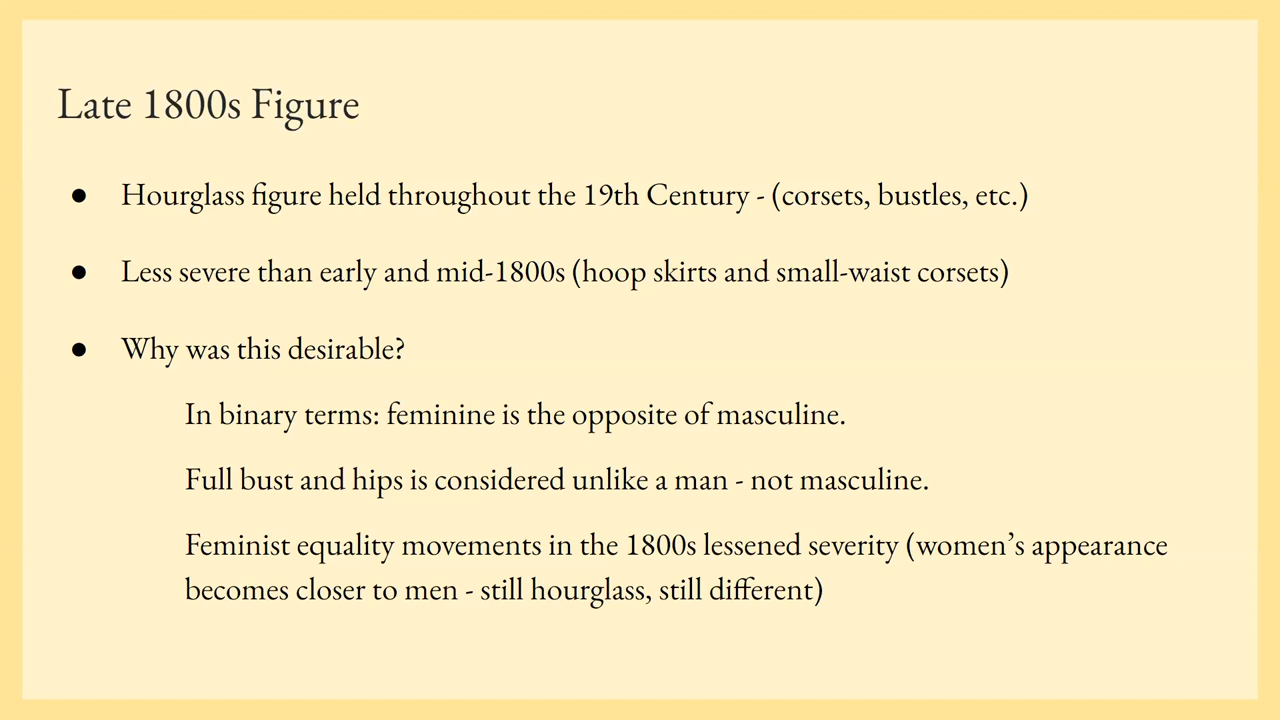 Late 1800s Figure
● Hourglass figure held throughout the 19th Century - (corsets, bustles, etc.)
● Less severe than early and mid-1800s (hoop skirts and small-waist corsets)
● Why was this desirable?
In binary terms: feminine is the opposite of masculine.
Full bust and hips is considered unlike a man - not masculine.
Feminist equality movements in the 1800s lessened severity (women’s appearance
becomes closer to men - still hourglass, still different)